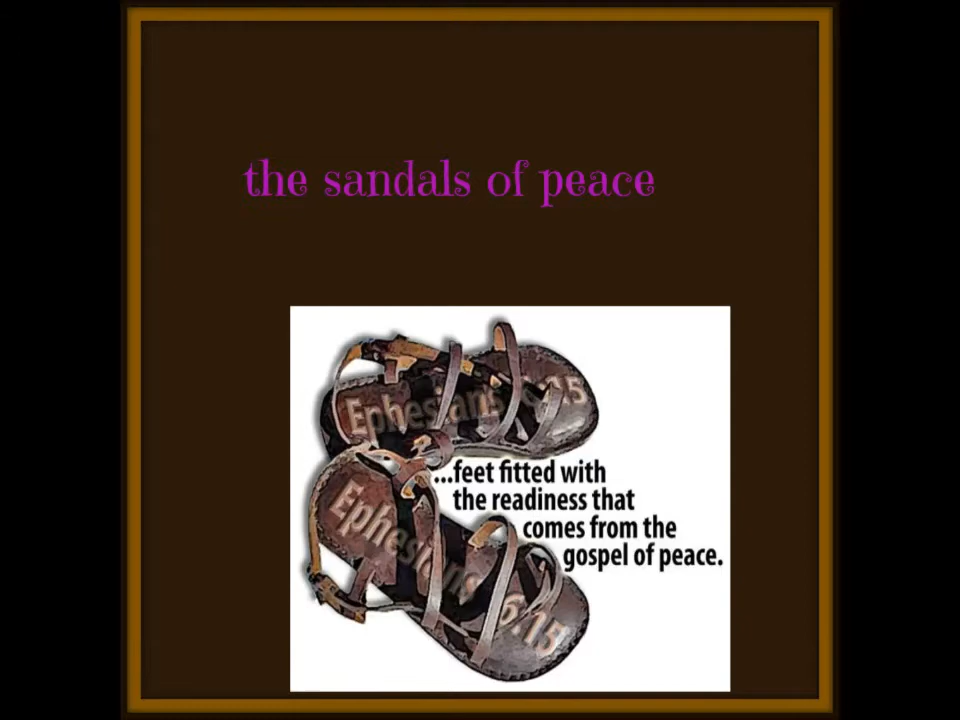 the sandals of peace
Ephesians 6:15
...feet fitted with
the readiness that
comes from the
gospel of peace.
Ephesians 6:15